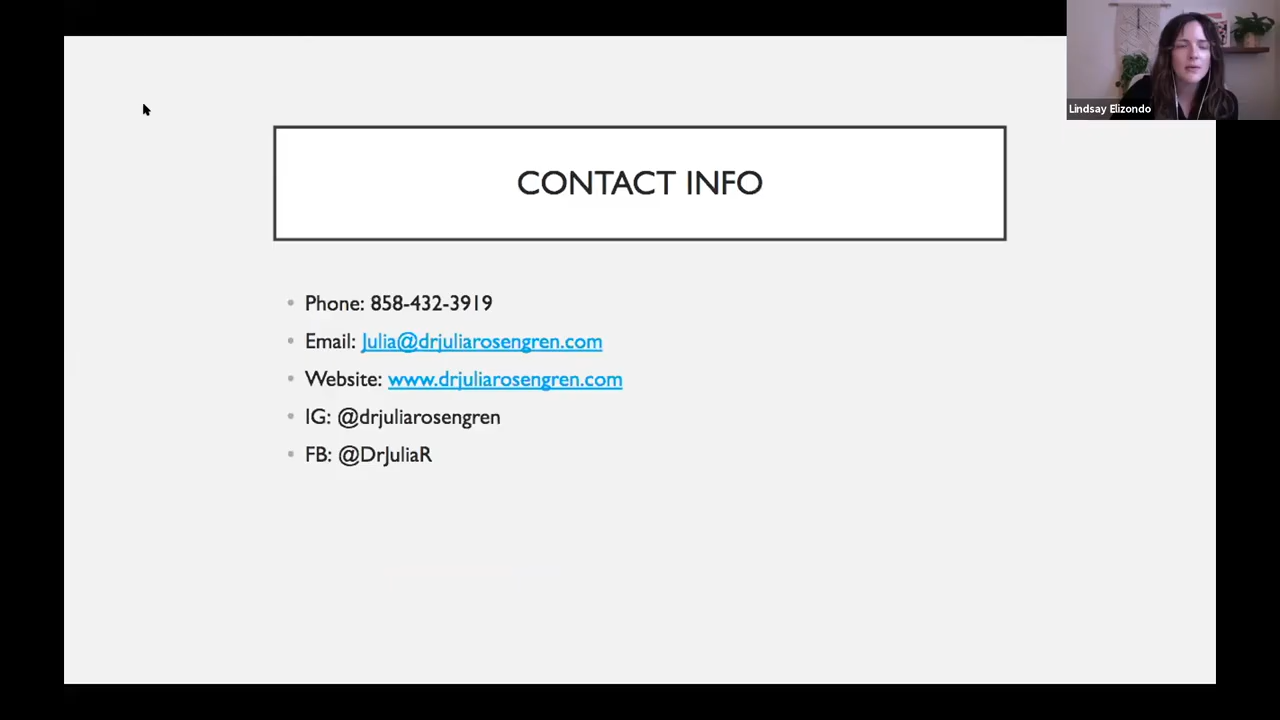 Lindsay Elizondo
CONTACT INFO
Phone: 858-432-3919
Email: Julia@drjuliarosengren.com
Website: www.drjuliarosengren.com
IG: @drjuliarosengren
FB: @DrJuliaR